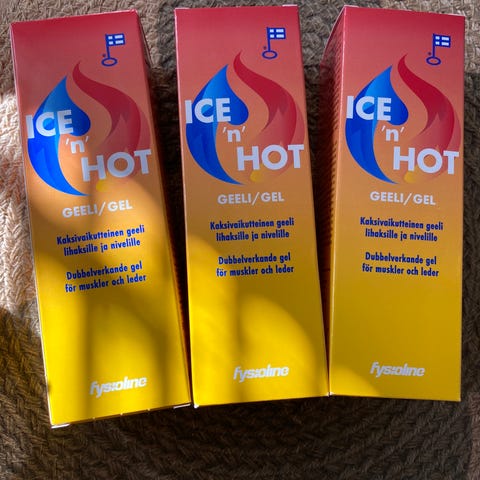 ICE
'n'
HOT
GEELI/GEL
Kaksivaikutteinen geeli
lihaksille ja nivelille
Dubbelverkande gel
för muskler och leder
fysioline
ICE
'n'
HOT
GEELI/GEL
Kaksivaikutteinen geeli
lihaksille ja nivelille
Dubbelverkande gel
för muskler och leder
fysioline
ICE
'n'
HOT
GEELI/GEL
Kaksivaikutteinen geeli
lihaksille ja nivelille
Dubbelverkande gel
för muskler och leder
fysioline